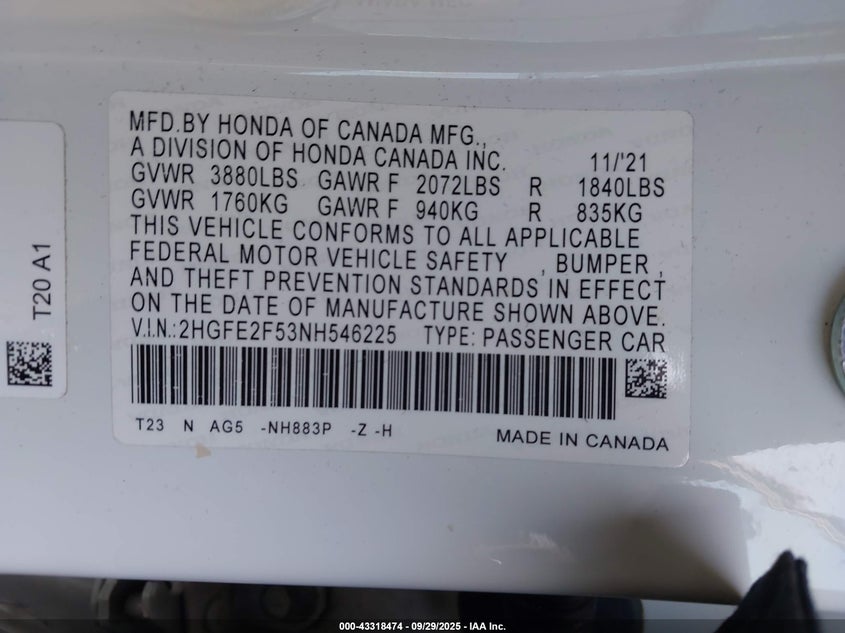 MFD.BY HONDA OF CANADA MFG.,
A DIVISION OF HONDA CANADA INC. 11/'21
GVWR 3880LBS GAWR F 2072LBS R 1840LBS
GVWR 1760KG GAWR F 940KG R 835KG
THIS VEHICLE CONFORMS TO ALL APPLICABLE
FEDERAL MOTOR VEHICLE SAFETY , BUMPER ,
AND THEFT PREVENTION STANDARDS IN EFFECT
ON THE DATE OF MANUFACTURE SHOWN ABOVE.
V.I.N.:2HGFE2F53NH546225 TYPE: PASSENGER CAR
T23 N AG5 -NH883P -Z -H
MADE IN CANADA
T20 A1
000-43318474 - 09/29/2025 - IAA Inc.